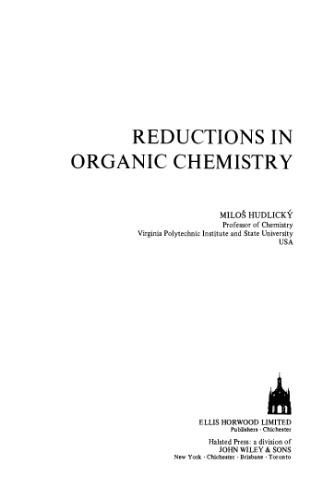 REDUCTIONS IN
ORGANIC CHEMISTRY
MILOŠ HUDLICKÝ
Professor of Chemistry
Virginia Polytechnic Institute and State University
USA
ELLIS HORWOOD LIMITED
Publishers · Chichester
Halsted Press: a division of
JOHN WILEY & SONS
New York · Chichester · Brisbane · Toronto